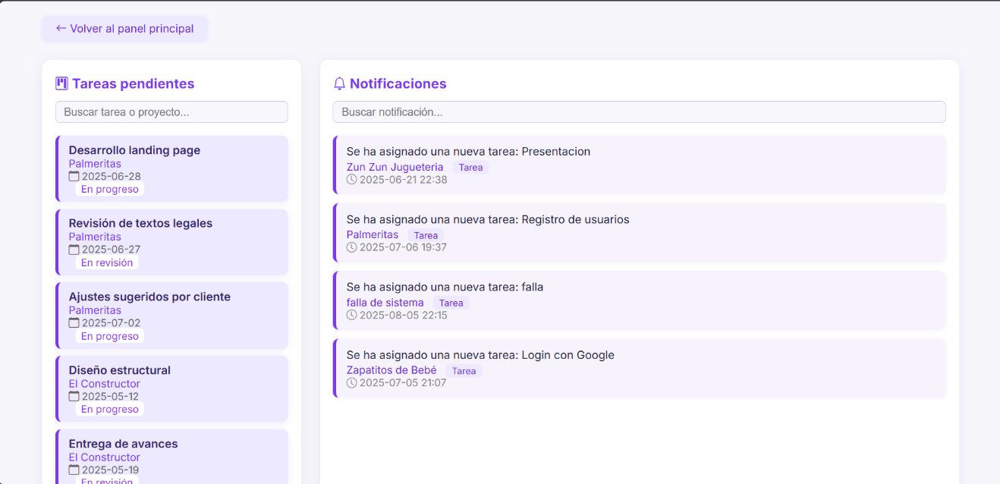 ← Volver al panel principal
Tareas pendientes
Buscar tarea o proyecto...
Desarrollo landing page
Palmeritas
2025-06-28
En progreso
Revisión de textos legales
Palmeritas
2025-06-27
En revisión
Ajustes sugeridos por cliente
Palmeritas
2025-07-02
En progreso
Diseño estructural
El Constructor
2025-05-12
En progreso
Entrega de avances
El Constructor
2025-05-19
En revisión
Notificaciones
Buscar notificación...
Se ha asignado una nueva tarea: Presentacion
Zun Zun Jugueteria Tarea
2025-06-21 22:38
Se ha asignado una nueva tarea: Registro de usuarios
Palmeritas Tarea
2025-07-06 19:37
Se ha asignado una nueva tarea: falla
falla de sistema Tarea
2025-08-05 22:15
Se ha asignado una nueva tarea: Login con Google
Zapatitos de Bebé Tarea
2025-07-05 21:07